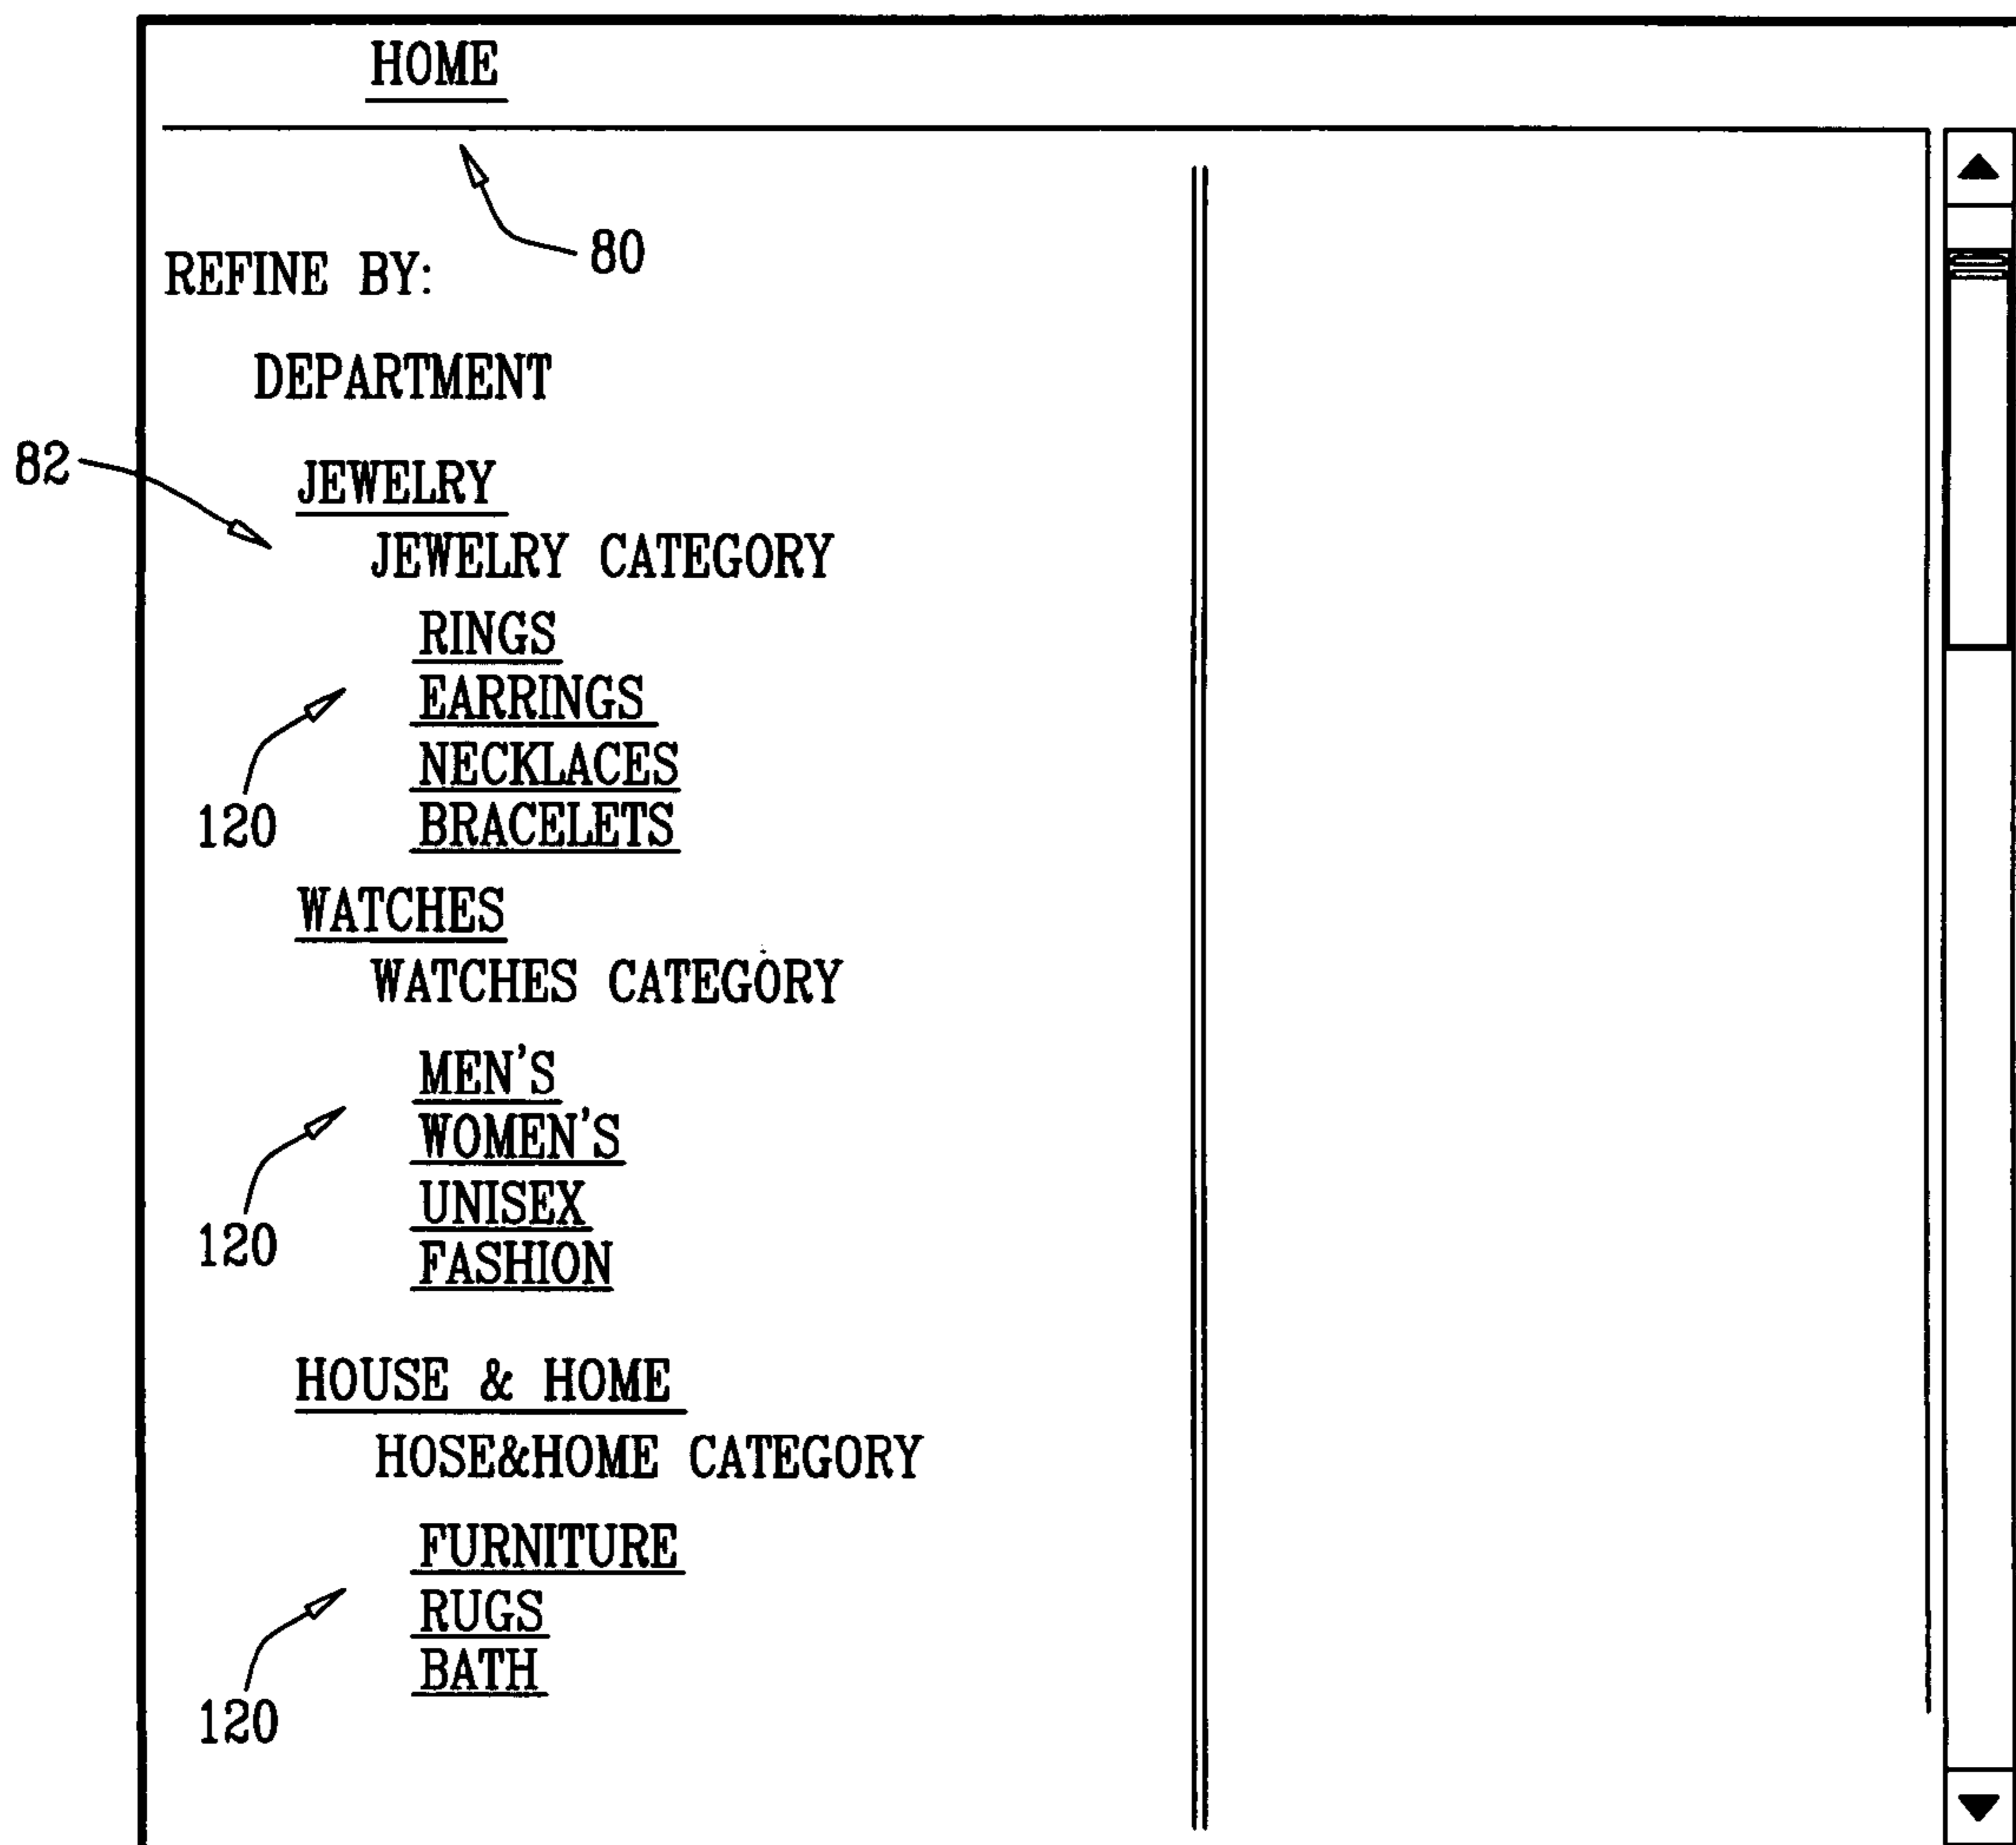 HOME
80
REFINE BY:
DEPARTMENT
82
JEWELRY
JEWELRY CATEGORY
RINGS
EARRINGS
NECKLACES
120
BRACELETS
WATCHES
WATCHES CATEGORY
MEN'S
WOMEN'S
UNISEX
120
FASHION
HOUSE & HOME
HOSE&HOME CATEGORY
FURNITURE
RUGS
BATH
120